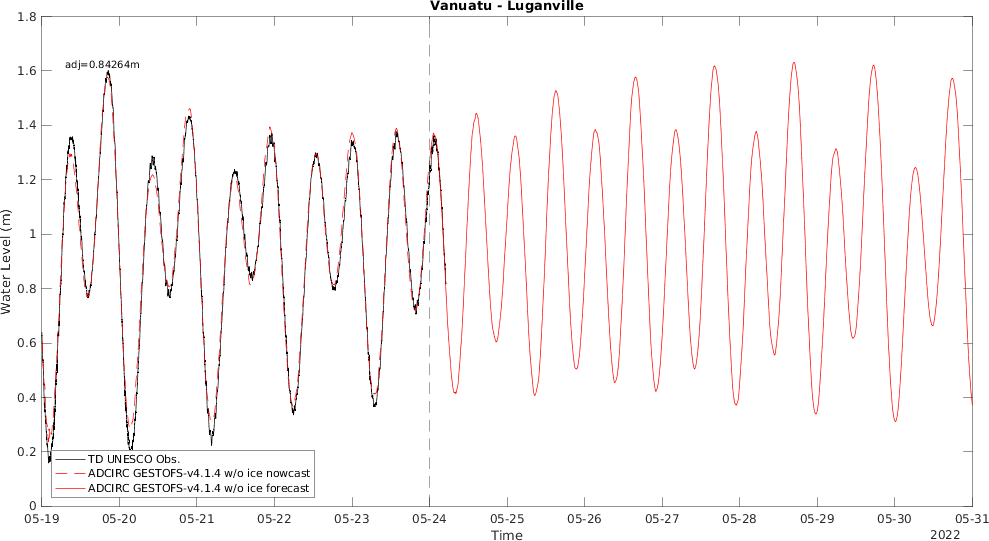 Vanuatu - Luganville
1.8
1.6
1.4
1.2
1
0.8
0.6
0.4
0.2
0
Water Level (m)
adj=0.84264m
TD UNESCO Obs.
ADCIRC GESTOFS-v4.1.4 w/o ice nowcast
ADCIRC GESTOFS-v4.1.4 w/o ice forecast
05-19 05-20 05-21 05-22 05-23 05-24 05-25 05-26 05-27 05-28 05-29 05-30 05-31
Time
2022